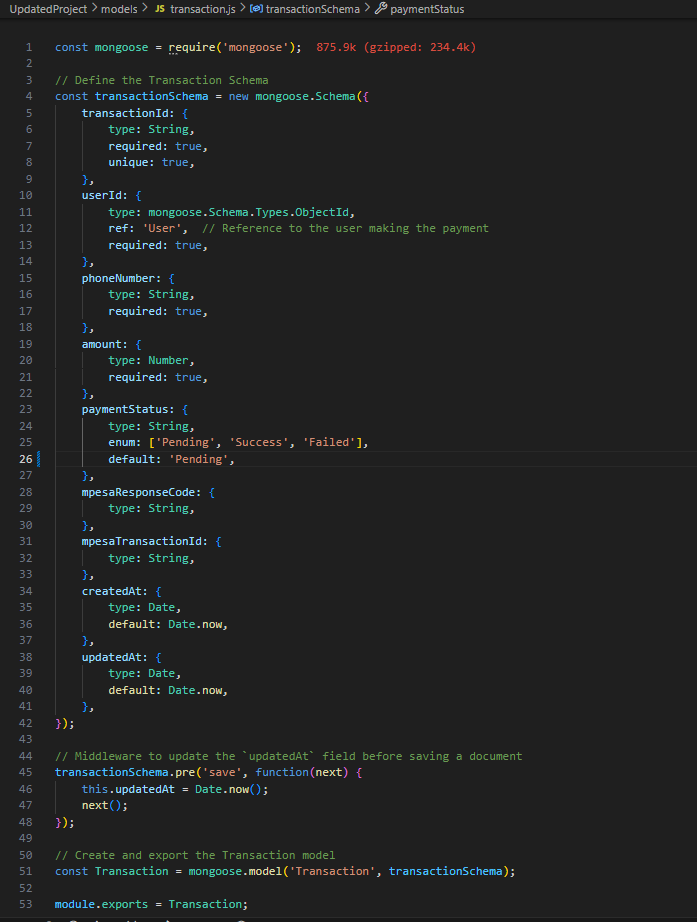 UpdatedProject > models > JS transaction.js > transactionSchema > paymentStatus
1 const mongoose = require('mongoose'); 875.9k (gzipped: 234.4k)
2
3 // Define the Transaction Schema
4 const transactionSchema = new mongoose.Schema({
5 transactionId: {
6 type: String,
7 required: true,
8 unique: true,
9 },
10 userId: {
11 type: mongoose.Schema.Types.ObjectId,
12 ref: 'User', // Reference to the user making the payment
13 required: true,
14 },
15 phoneNumber: {
16 type: String,
17 required: true,
18 },
19 amount: {
20 type: Number,
21 required: true,
22 },
23 paymentStatus: {
24 type: String,
25 enum: ['Pending', 'Success', 'Failed'],
26 default: 'Pending',
27 },
28 mpesaResponseCode: {
29 type: String,
30 },
31 mpesaTransactionId: {
32 type: String,
33 },
34 createdAt: {
35 type: Date,
36 default: Date.now,
37 },
38 updatedAt: {
39 type: Date,
40 default: Date.now,
41 },
42 });
43
44 // Middleware to update the `updatedAt` field before saving a document
45 transactionSchema.pre('save', function(next) {
46 this.updatedAt = Date.now();
47 next();
48 });
49
50 // Create and export the Transaction model
51 const Transaction = mongoose.model('Transaction', transactionSchema);
52
53 module.exports = Transaction;